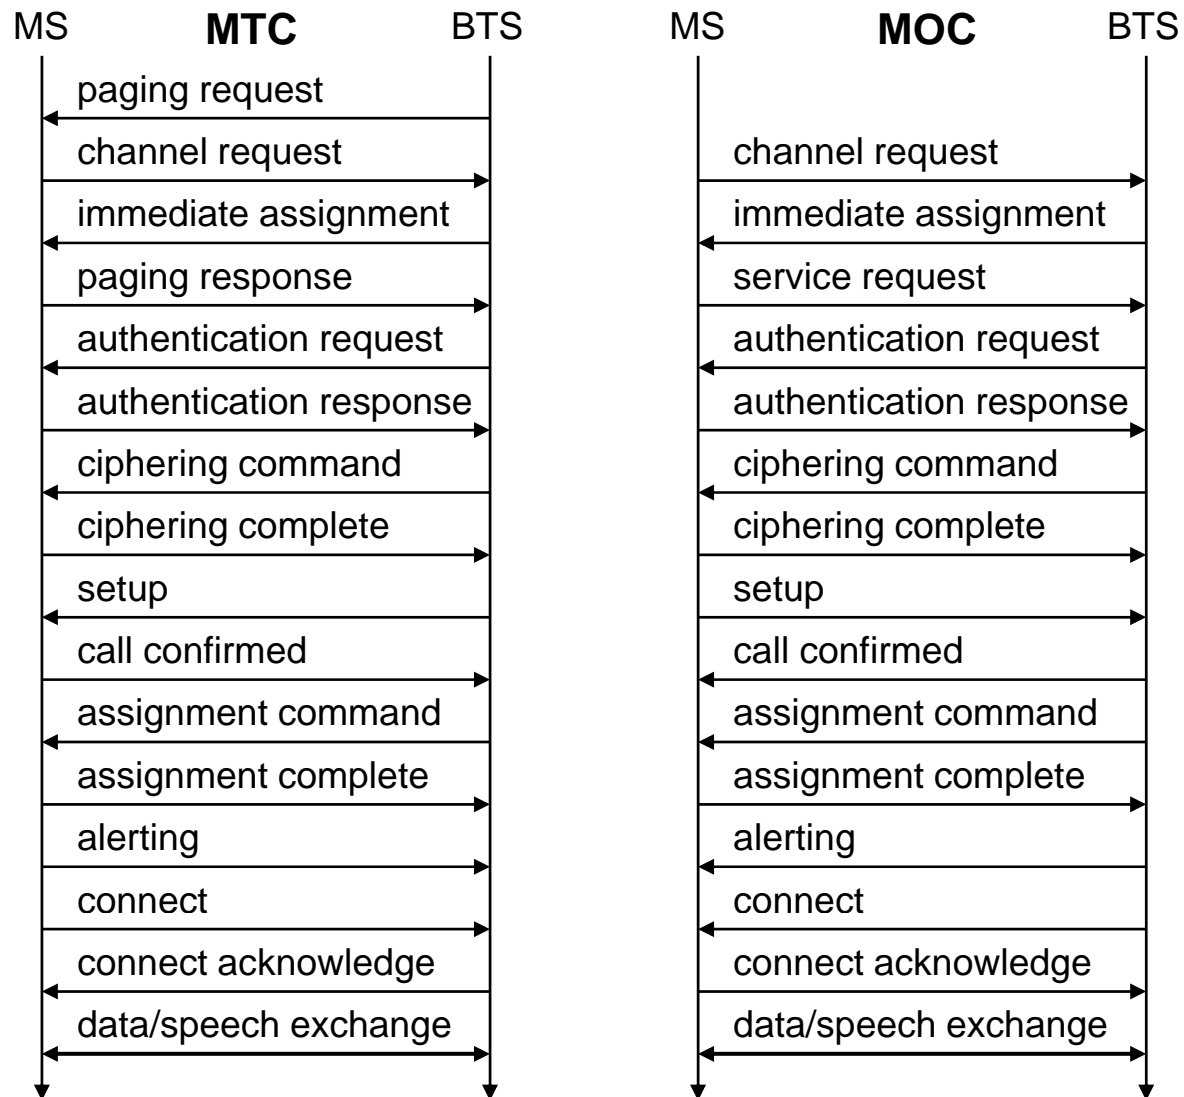 MS MTC BTS
paging request
channel request
immediate assignment
paging response
authentication request
authentication response
ciphering command
ciphering complete
setup
call confirmed
assignment command
assignment complete
alerting
connect
connect acknowledge
data/speech exchange
MS MOC BTS
channel request
immediate assignment
service request
authentication request
authentication response
ciphering command
ciphering complete
setup
call confirmed
assignment command
assignment complete
alerting
connect
connect acknowledge
data/speech exchange